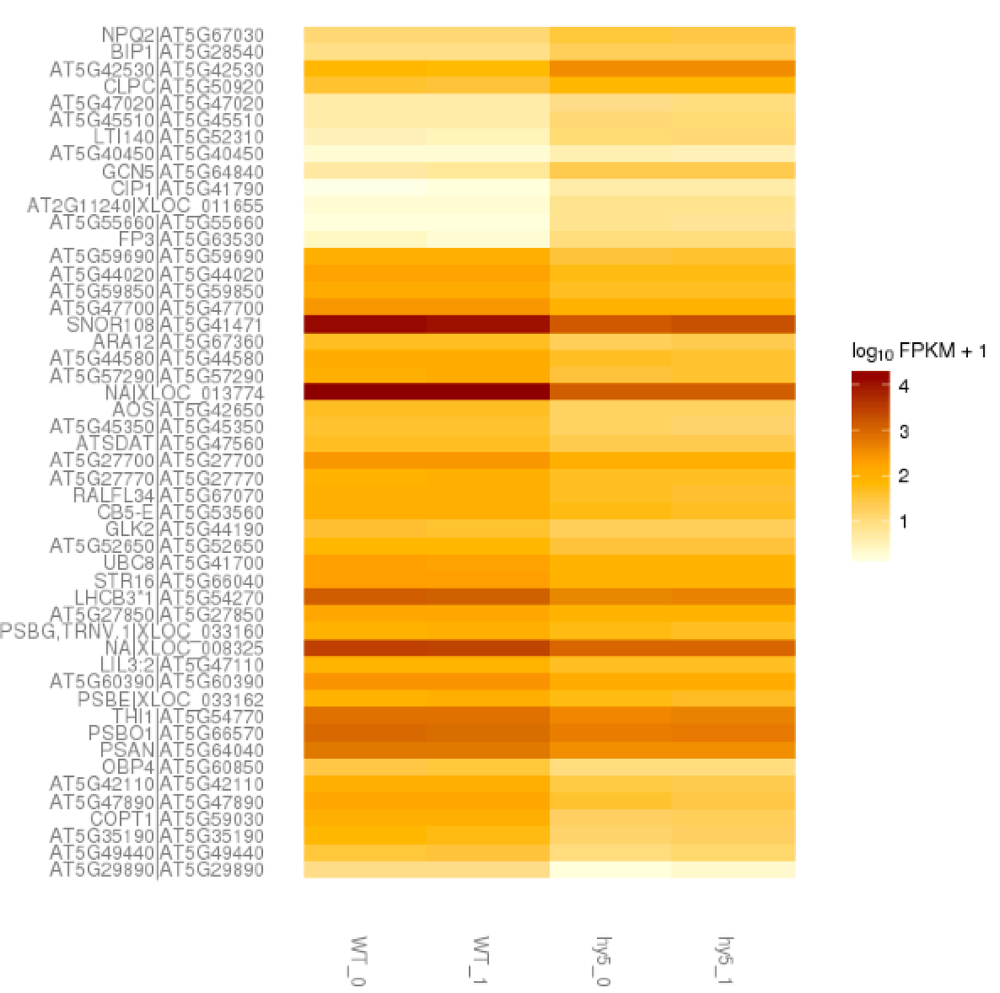 NPQ2|AT5G67030
BIP1|AT5G28540
AT5G42530|AT5G42530
CLPC|AT5G50920
AT5G47020|AT5G47020
AT5G45510|AT5G45510
LTI140|AT5G52310
AT5G40450|AT5G40450
GCN5|AT5G64840
CIP1|AT5G41790
AT2G11240|XLOC_011655
AT5G55660|AT5G55660
FP3|AT5G63530
AT5G59690|AT5G59690
AT5G44020|AT5G44020
AT5G59850|AT5G59850
AT5G47700|AT5G47700
SNOR108|AT5G41471
ARA12|AT5G67360
AT5G44580|AT5G44580
AT5G57290|AT5G57290
NA|XLOC_013774
AOS|AT5G42650
AT5G45350|AT5G45350
ATSDAT|AT5G47560
AT5G27700|AT5G27700
AT5G27770|AT5G27770
RALFL34|AT5G67070
CB5-E|AT5G53560
GLK2|AT5G44190
AT5G52650|AT5G52650
UBC8|AT5G41700
STR16|AT5G66040
LHCB3*1|AT5G54270
AT5G27850|AT5G27850
PSBG,TRNV.1|XLOC_033160
NA|XLOC_008325
LIL3:2|AT5G47110
AT5G60390|AT5G60390
PSBE|XLOC_033162
THI1|AT5G54770
PSBO1|AT5G66570
PSAN|AT5G64040
OBP4|AT5G60850
AT5G42110|AT5G42110
AT5G47890|AT5G47890
COPT1|AT5G59030
AT5G35190|AT5G35190
AT5G49440|AT5G49440
AT5G29890|AT5G29890
WT_0
WT_1
hy5_0
hy5_1
log10 FPKM + 1
4
3
2
1